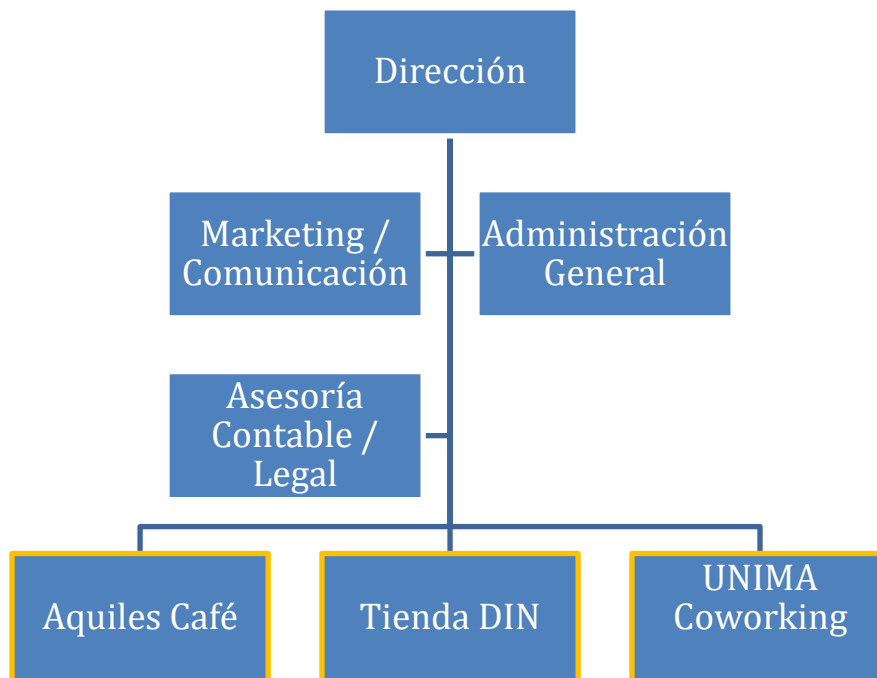 Dirección
Marketing /
Comunicación
Administración
General
Asesoría
Contable /
Legal
Aquiles Café
Tienda DIN
UNIMA
Coworking